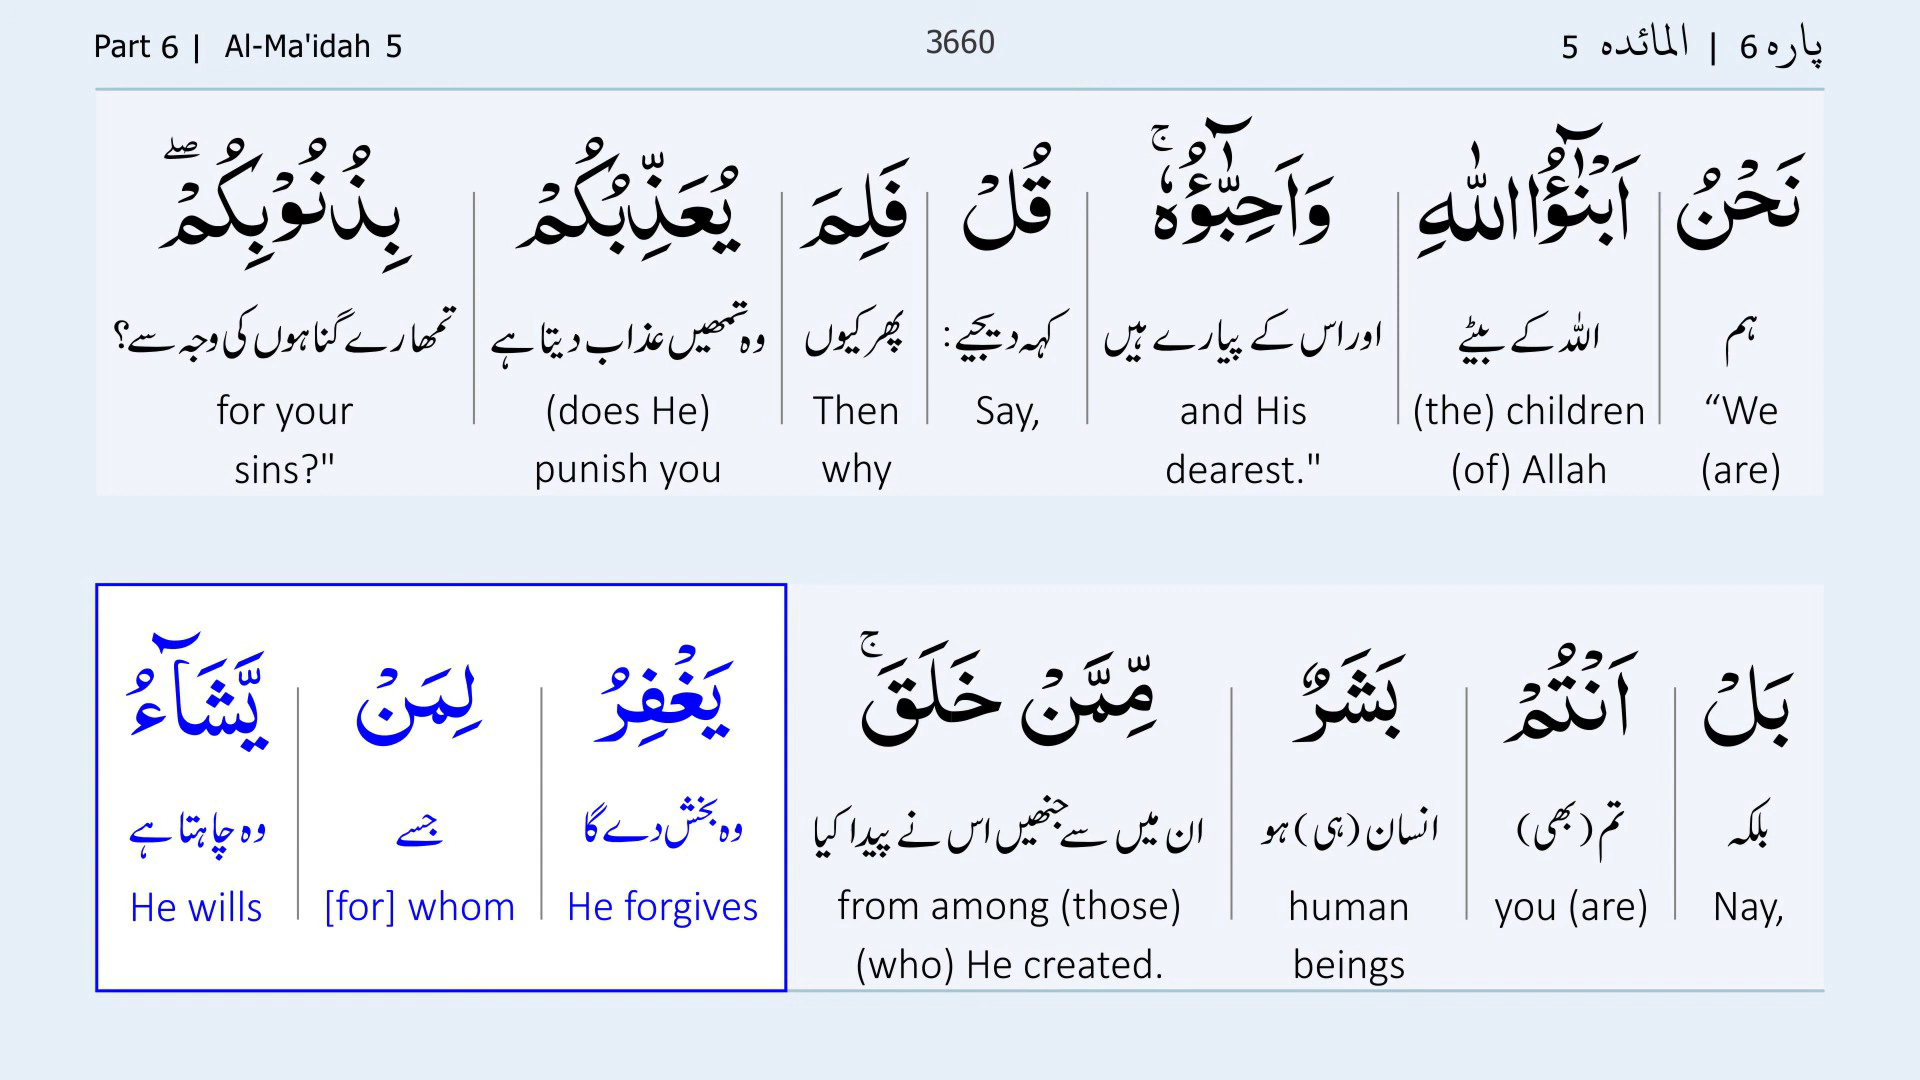 Part 6 | Al-Ma'idah 5 3660 پارہ 6 | المائدہ 5
نَحْنُ اَبْنٰٓؤُا اللّٰهِ وَاَحِبَّآؤُهٗ ۚ قُلْ فَلِمَ يُعَذِّبُكُمْ بِذُنُوْبِكُمْ ۖ
ہم اللہ کے بیٹے اور اس کے پیارے ہیں کہہ دیجیے: پھر کیوں وہ تمھیں عذاب دیتا ہے تمھارے گناہوں کی وجہ سے؟
“We (the) children and His Say, Then (does He) for your
(are) (of) Allah dearest." why punish you sins?"
بَلْ اَنْتُمْ بَشَرٌ مِّمَّنْ خَلَقَ ۚ يَغْفِرُ لِمَنْ يَّشَآءُ
بلکہ تم (بھی) انسان (ہی) ہو ان میں سے جنھیں اس نے پیدا کیا وہ بخش دے گا جسے وہ چاہتا ہے
Nay, you (are) human from among (those) He forgives [for] whom He wills
beings (who) He created.